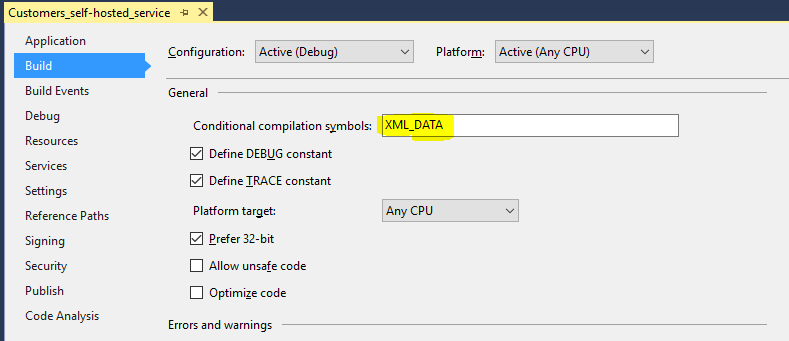 Customers_self-hosted_service
Application
Build
Build Events
Debug
Resources
Services
Settings
Reference Paths
Signing
Security
Publish
Code Analysis
Configuration: Active (Debug) Platform: Active (Any CPU)
General
Conditional compilation symbols: XML_DATA
Define DEBUG constant
Define TRACE constant
Platform target: Any CPU
Prefer 32-bit
Allow unsafe code
Optimize code
Errors and warnings